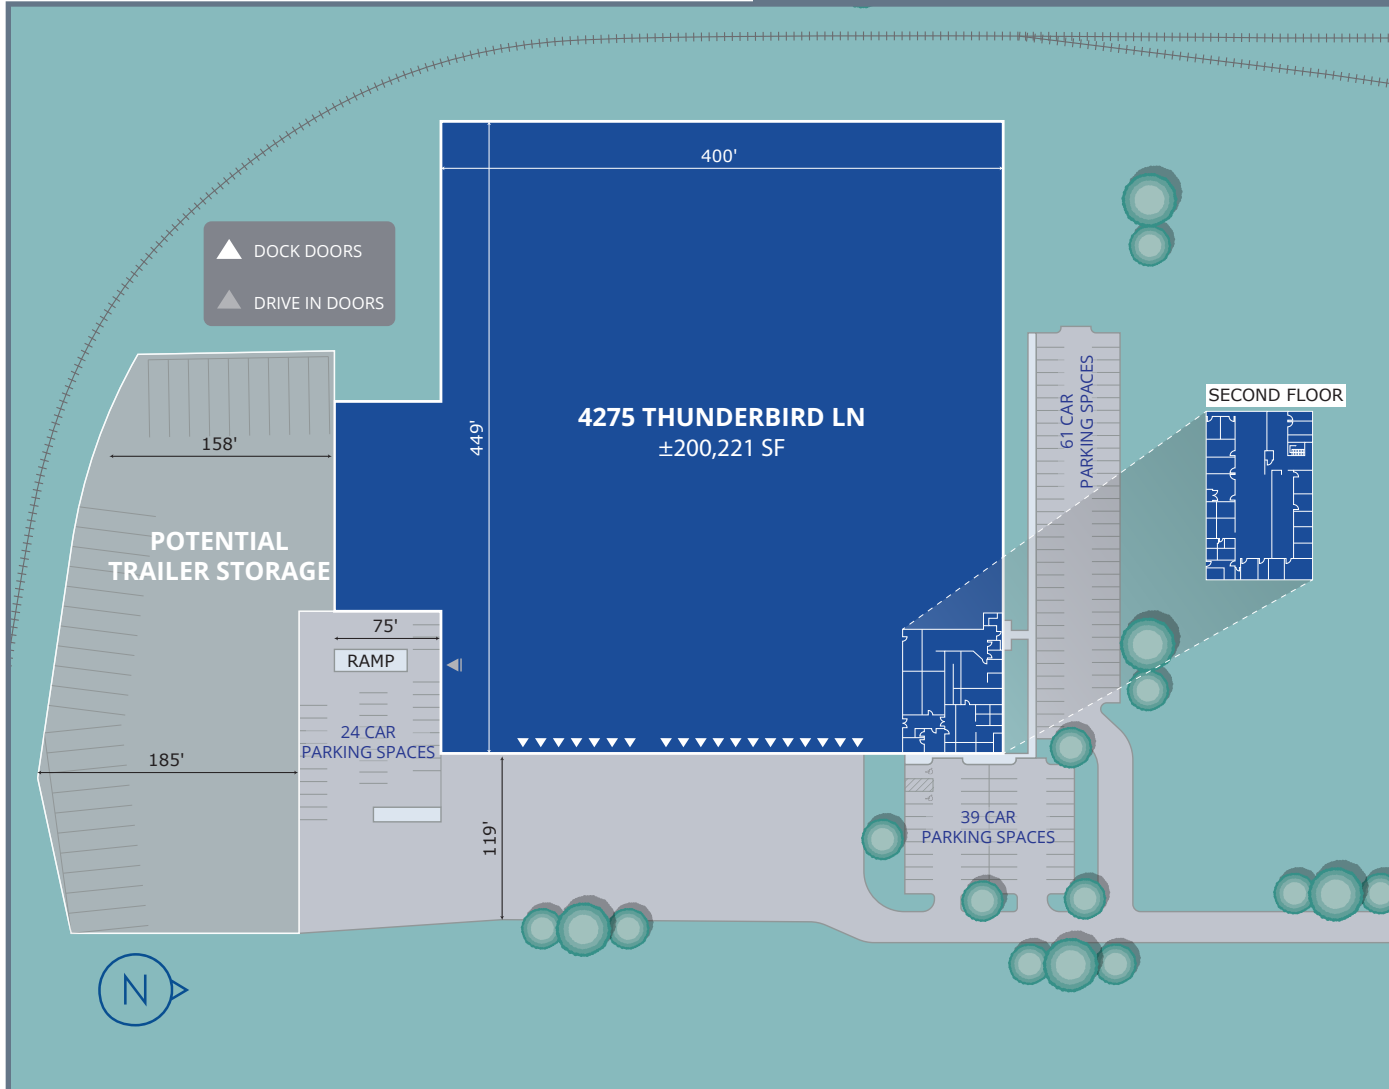 400'
DOCK DOORS
DRIVE IN DOORS
61 CAR
PARKING SPACES
SECOND FLOOR
4275 THUNDERBIRD LN
±200,221 SF
449'
158'
POTENTIAL
TRAILER STORAGE
75'
RAMP
24 CAR
PARKING SPACES
185'
119'
39 CAR
PARKING SPACES
N